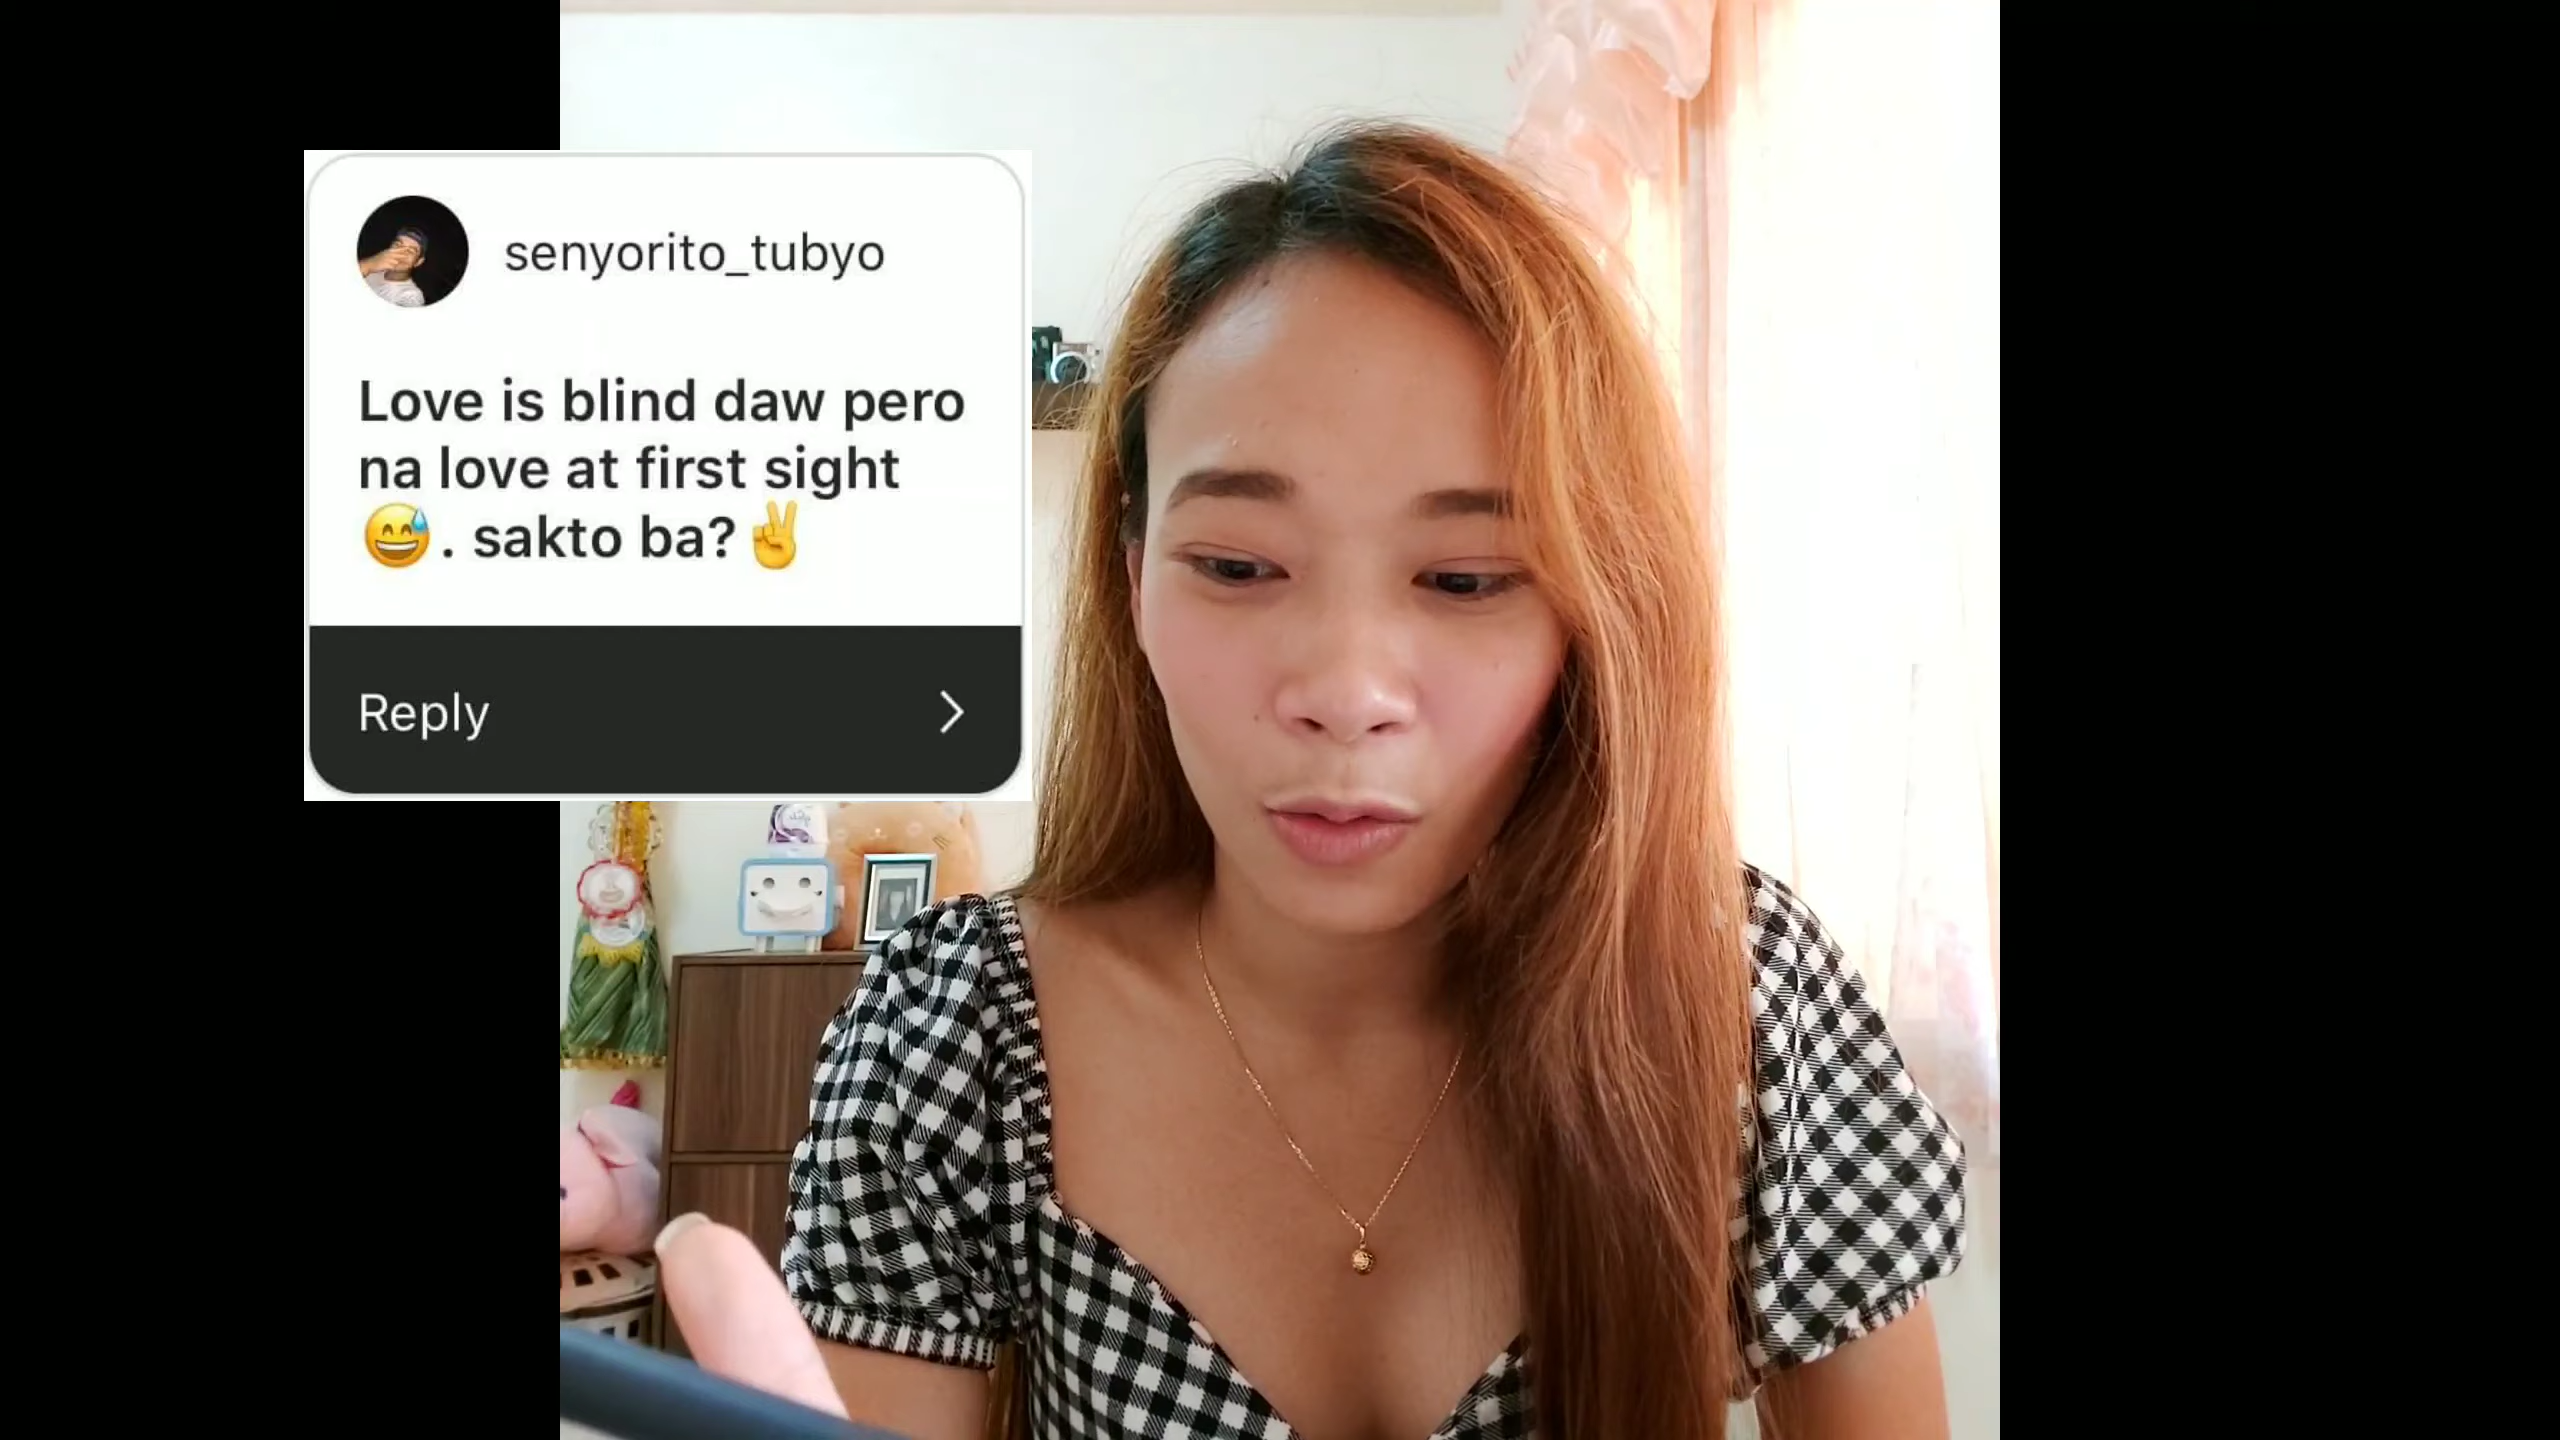 senyorito_tubyo
Love is blind daw pero
na love at first sight
😅. sakto ba?✌️
Reply